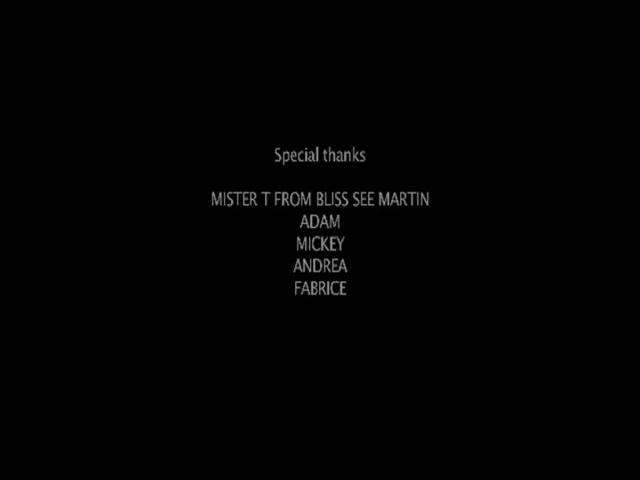 Special thanks
MISTER T FROM BLISS SEE MARTIN
ADAM
MICKEY
ANDREA
FABRICE